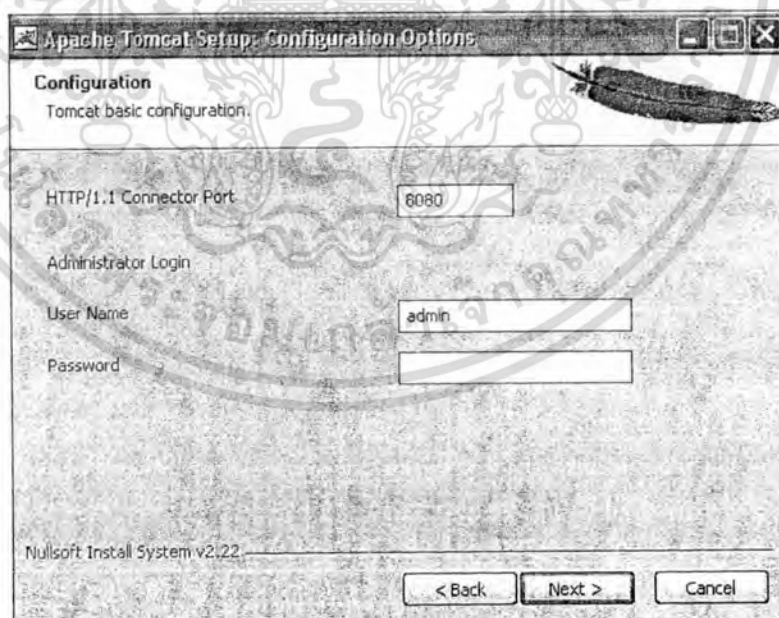 Apache Tomcat Setup: Configuration Options
Configuration
Tomcat basic configuration.
HTTP/1.1 Connector Port
8080
Administrator Login
User Name
admin
Password
Nullsoft Install System v2.22
< Back
Next >
Cancel